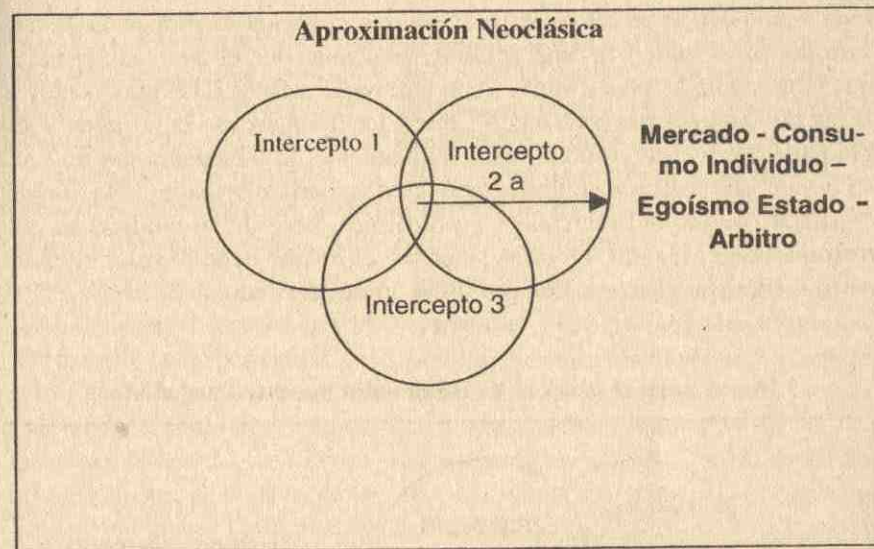 Aproximación Neoclásica
Intercepto 1
Intercepto
2 a
Intercepto 3
Mercado - Consu-
mo Individuo –
Egoísmo Estado -
Arbitro